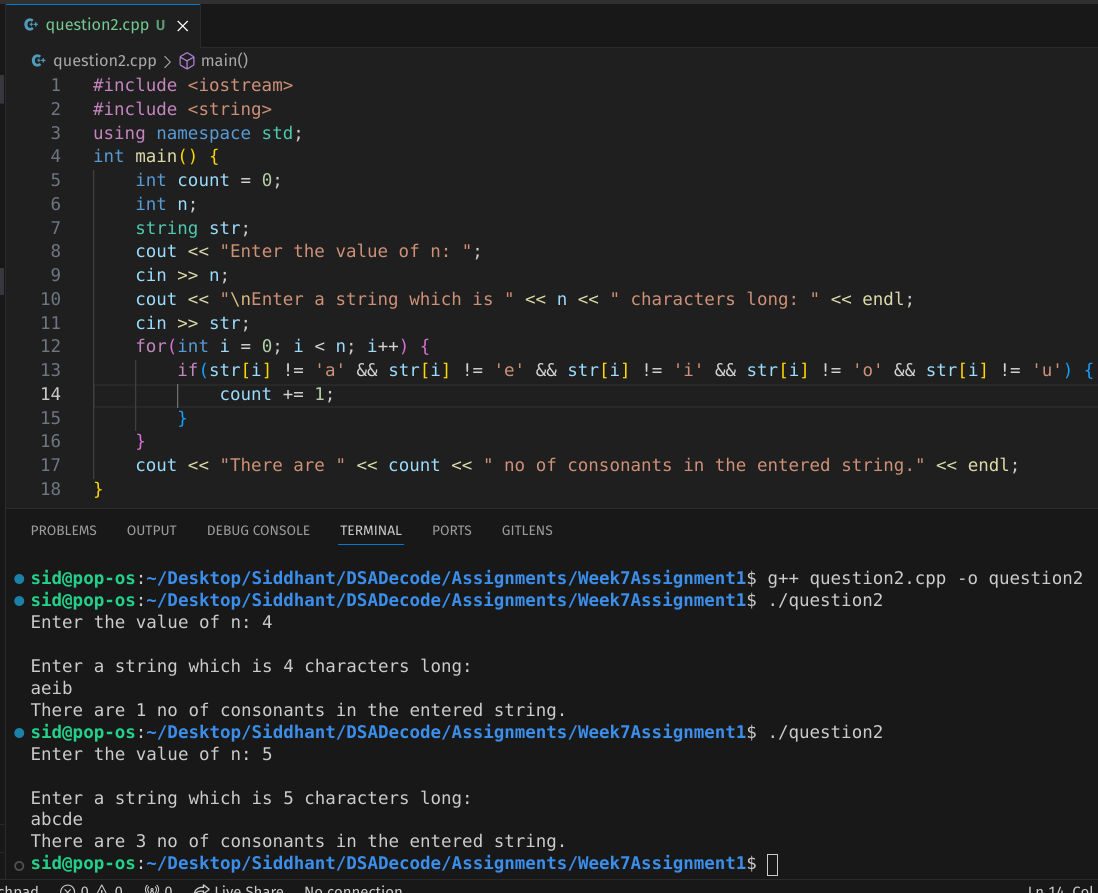 question2.cpp U
question2.cpp > main()
1 #include <iostream>
2 #include <string>
3 using namespace std;
4 int main() {
5     int count = 0;
6     int n;
7     string str;
8     cout << "Enter the value of n: ";
9     cin >> n;
10     cout << "\nEnter a string which is " << n << " characters long: " << endl;
11     cin >> str;
12     for(int i = 0; i < n; i++) {
13         if(str[i] != 'a' && str[i] != 'e' && str[i] != 'i' && str[i] != 'o' && str[i] != 'u') {
14             count += 1;
15         }
16     }
17     cout << "There are " << count << " no of consonants in the entered string." << endl;
18 }
PROBLEMS OUTPUT DEBUG CONSOLE TERMINAL PORTS GITLENS
sid@pop-os:~/Desktop/Siddhant/DSADecode/Assignments/Week7Assignment1$ g++ question2.cpp -o question2
sid@pop-os:~/Desktop/Siddhant/DSADecode/Assignments/Week7Assignment1$ ./question2
Enter the value of n: 4
Enter a string which is 4 characters long:
aeib
There are 1 no of consonants in the entered string.
sid@pop-os:~/Desktop/Siddhant/DSADecode/Assignments/Week7Assignment1$ ./question2
Enter the value of n: 5
Enter a string which is 5 characters long:
abcde
There are 3 no of consonants in the entered string.
sid@pop-os:~/Desktop/Siddhant/DSADecode/Assignments/Week7Assignment1$
chpad 0 0 0 Live Share No connection Ln 14, Col